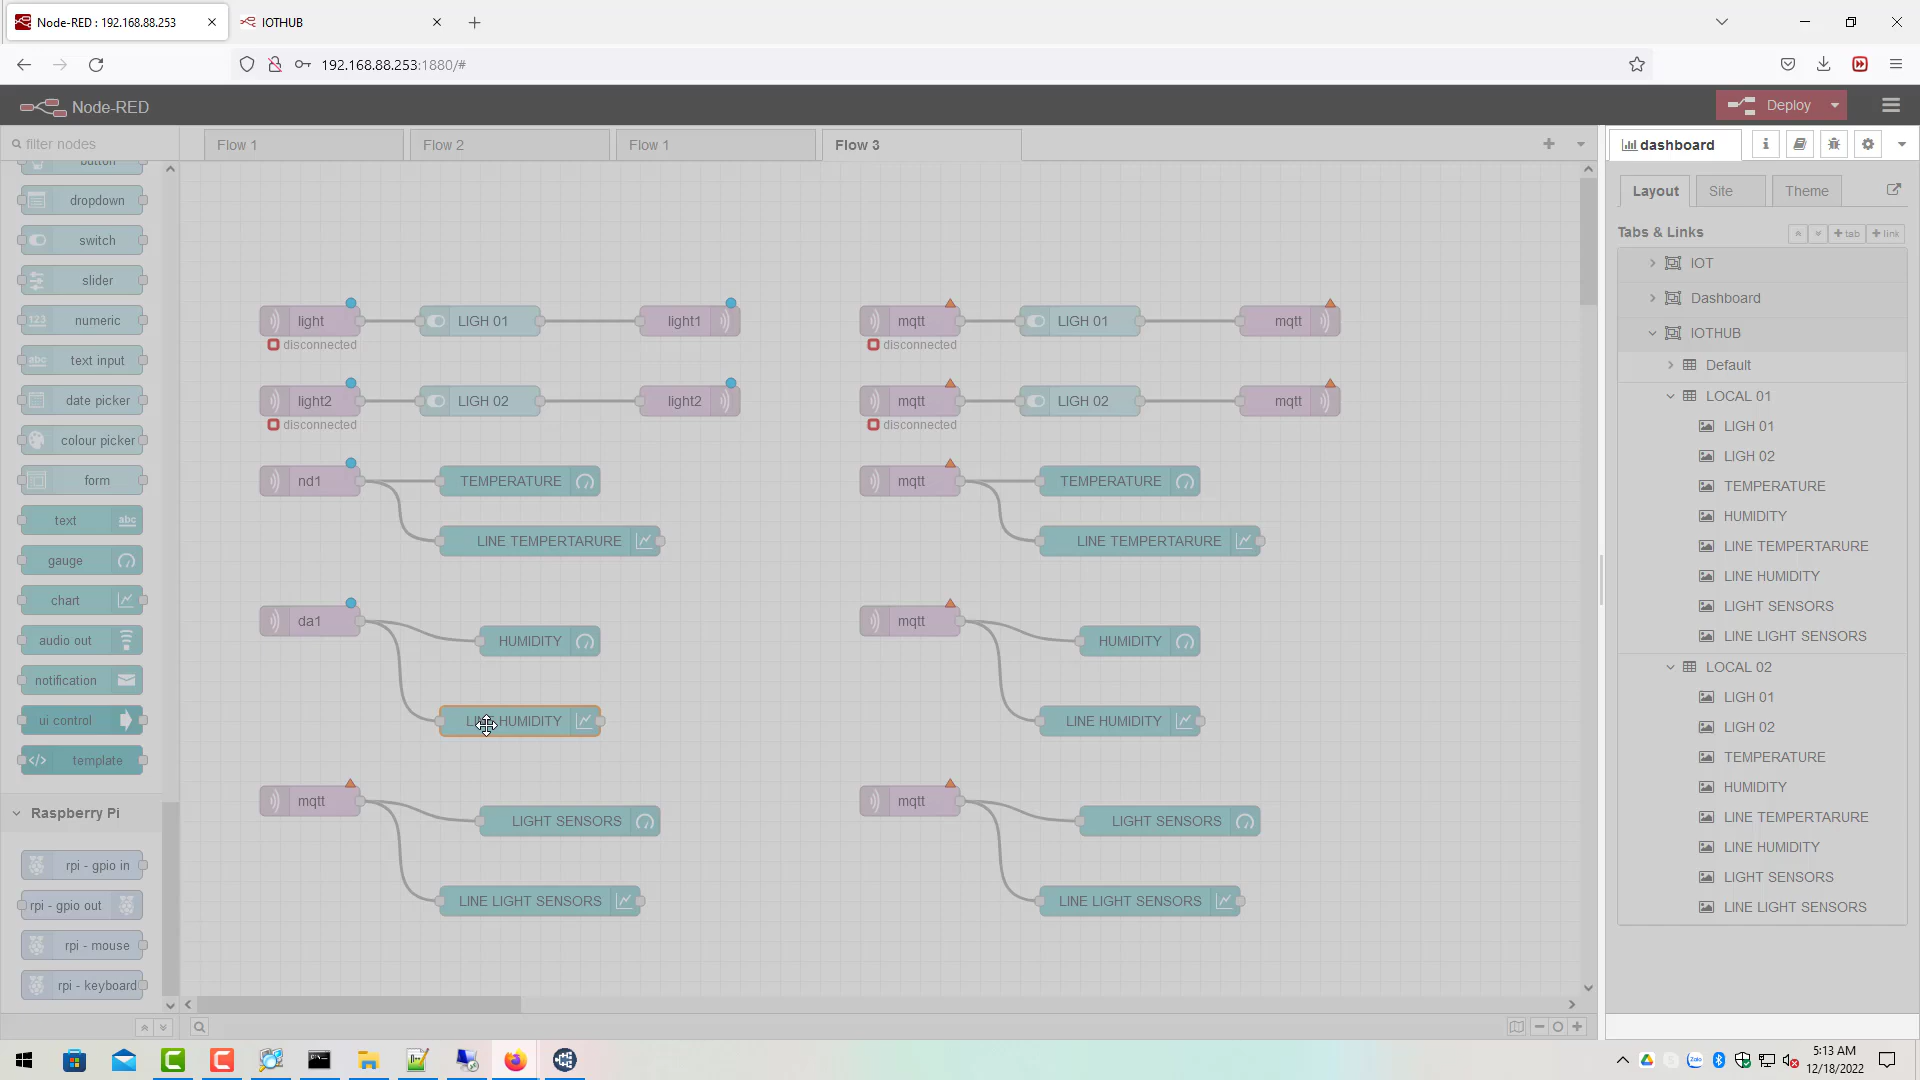 Node-RED : 192.168.88.253
IOTHUB
192.168.88.253:1880/#
Node-RED
Deploy
filter nodes
Flow 1
Flow 2
Flow 1
Flow 3
dashboard
button
dropdown
switch
slider
123
numeric
abc
text input
date picker
colour picker
form
text
abc
gauge
chart
audio out
notification
ui control
template
Raspberry Pi
rpi - gpio in
rpi - gpio out
rpi - mouse
rpi - keyboard
light
LIGH 01
light1
disconnected
light2
LIGH 02
light2
disconnected
nd1
TEMPERATURE
LINE TEMPERTARURE
da1
HUMIDITY
LINE HUMIDITY
mqtt
LIGHT SENSORS
LINE LIGHT SENSORS
mqtt
LIGH 01
mqtt
disconnected
mqtt
LIGH 02
mqtt
disconnected
mqtt
TEMPERATURE
LINE TEMPERTARURE
mqtt
HUMIDITY
LINE HUMIDITY
mqtt
LIGHT SENSORS
LINE LIGHT SENSORS
Layout
Site
Theme
Tabs & Links
tab
link
IOT
Dashboard
IOTHUB
Default
LOCAL 01
LIGH 01
LIGH 02
TEMPERATURE
HUMIDITY
LINE TEMPERTARURE
LINE HUMIDITY
LIGHT SENSORS
LINE LIGHT SENSORS
LOCAL 02
LIGH 01
LIGH 02
TEMPERATURE
HUMIDITY
LINE TEMPERTARURE
LINE HUMIDITY
LIGHT SENSORS
LINE LIGHT SENSORS
Zalo
5:13 AM
12/18/2022